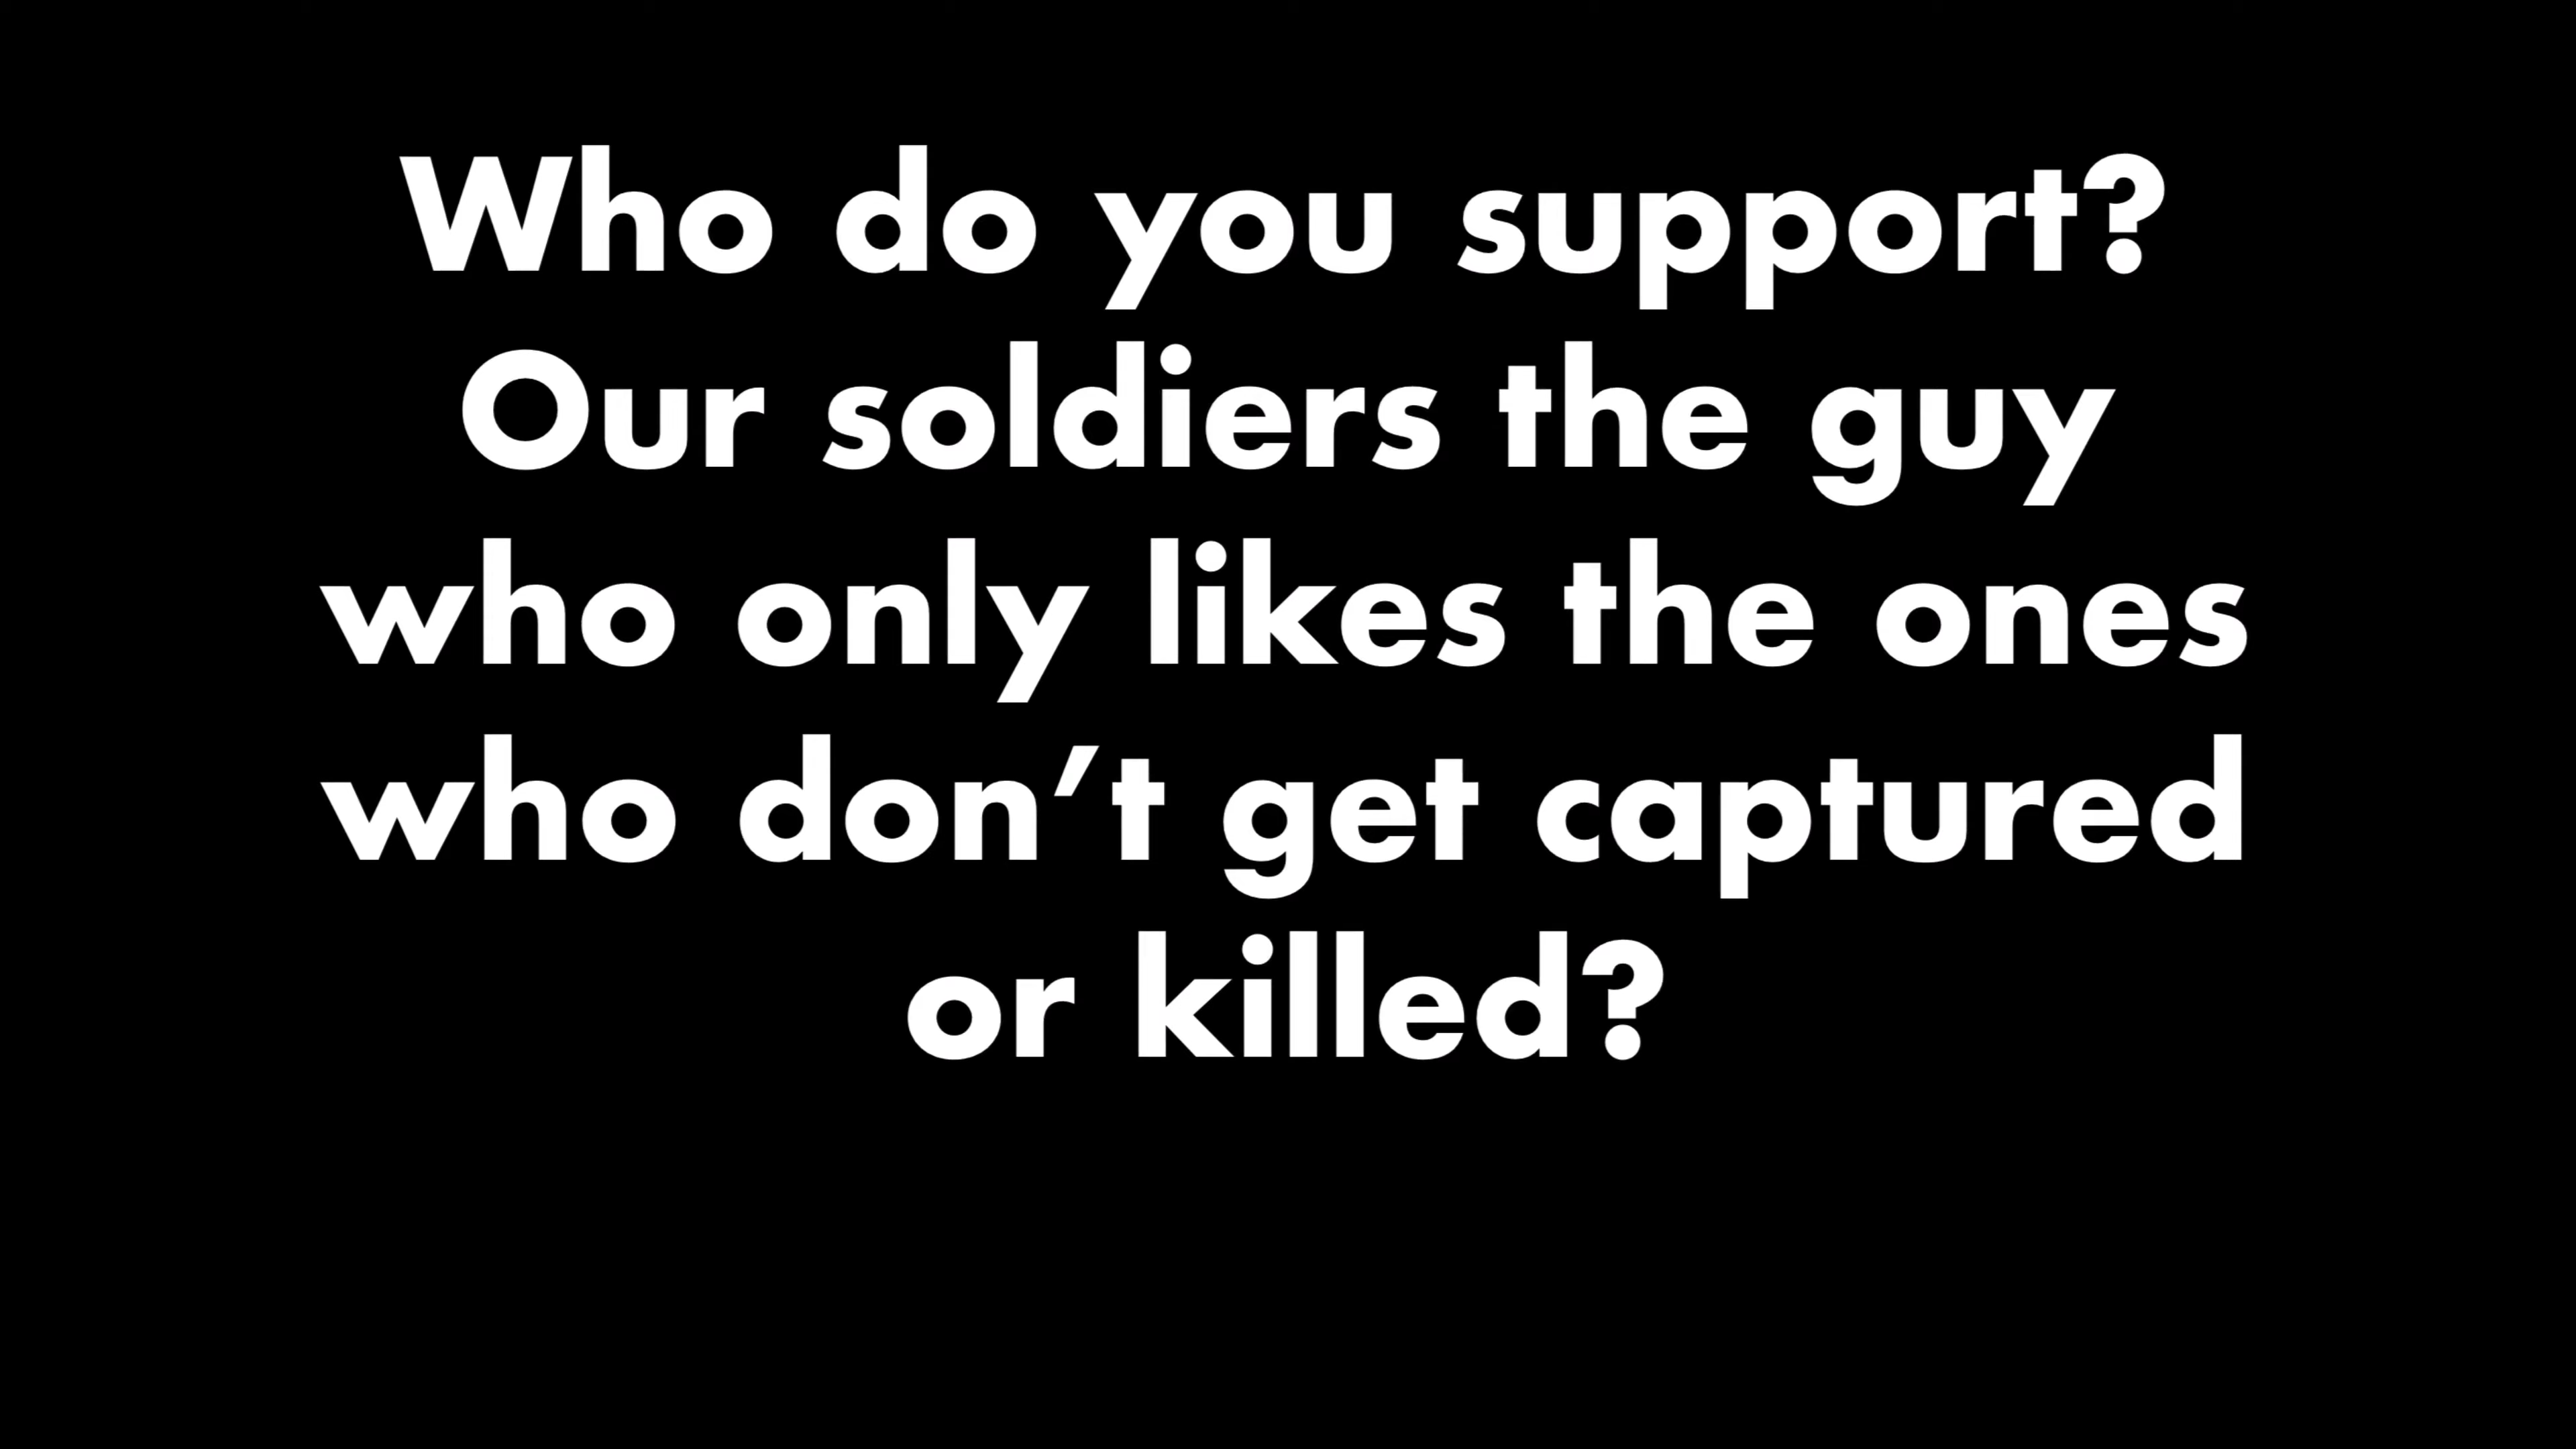 Who do you support?
Our soldiers the guy
who only likes the ones
who don’t get captured
or killed?